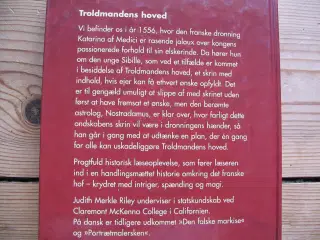 Troldmandens hoved
Vi befinder os i år 1556, hvor den franske dronning
Katarina af Medici er rasende jaloux over kongens
passionerede forhold til sin elskerinde. Da hører hun
om den unge Sibille, som ved et tilfælde er kommet
i besiddelse af Troldmandens hoved, et skrin med
indhold, hvis ejer kan få ethvert ønske opfyldt. Det
er til gengæld umuligt at slippe af med skrinet uden
først at have fremsat et ønske, men den berømte
astrolog, Nostradamus, er klar over, hvor farligt dette
ondskabens skrin vil være i dronningens hænder, så
han går i gang med at udtænke en plan, der én gang
for alle kan uskadeliggøre Troldmandens hoved.
Pragtfuld historisk læseoplevelse, som fører læseren
ind i en handlingsmættet historie omkring det franske
hof – krydret med intriger, spænding og magi.
Judith Merkle Riley underviser i statskundskab ved
Claremont McKenna College i Californien.
På dansk er tidligere udkommet »Den falske markise«
og »Portrætmalersken«.